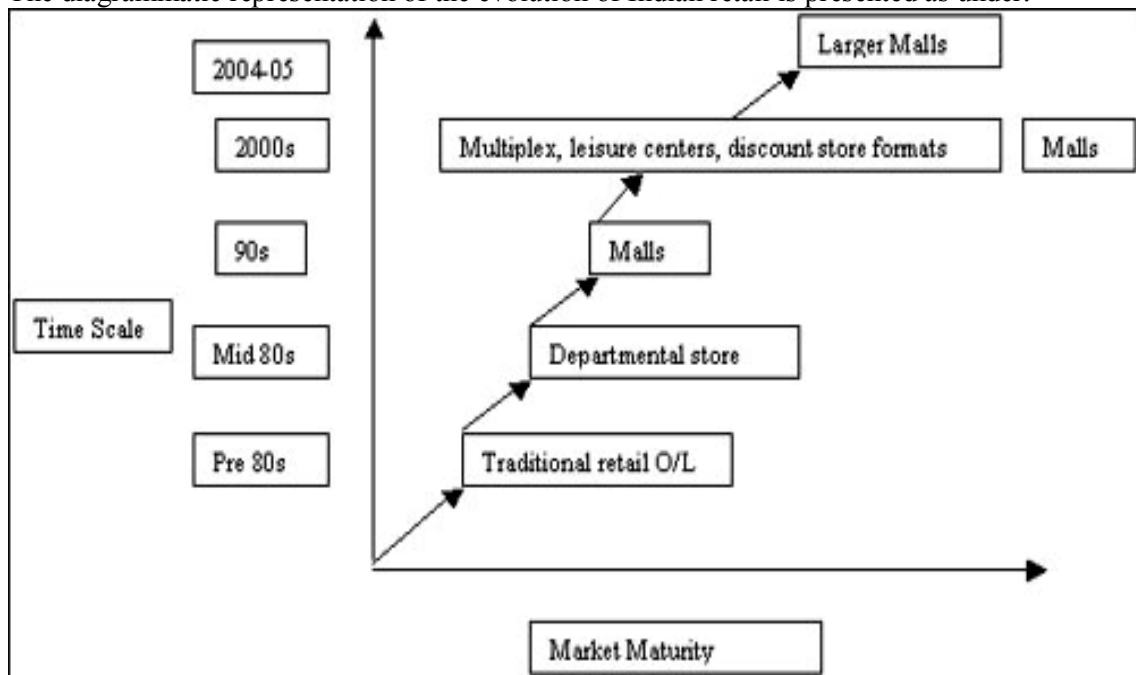 The diagrammatic representation of the evolution of Indian retail is presented as under:
2004-05
Larger Malls
2000s
Multiplex, leisure centers, discount store formats
Malls
90s
Malls
Time Scale
Mid 80s
Departmental store
Pre 80s
Traditional retail O/L
Market Maturity